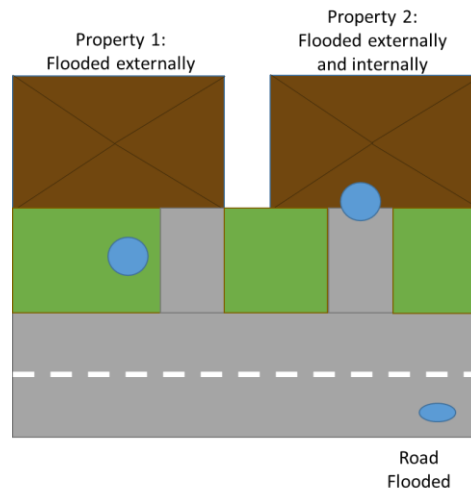 Property 1:
Flooded externally
Property 2:
Flooded externally
and internally
Road
Flooded